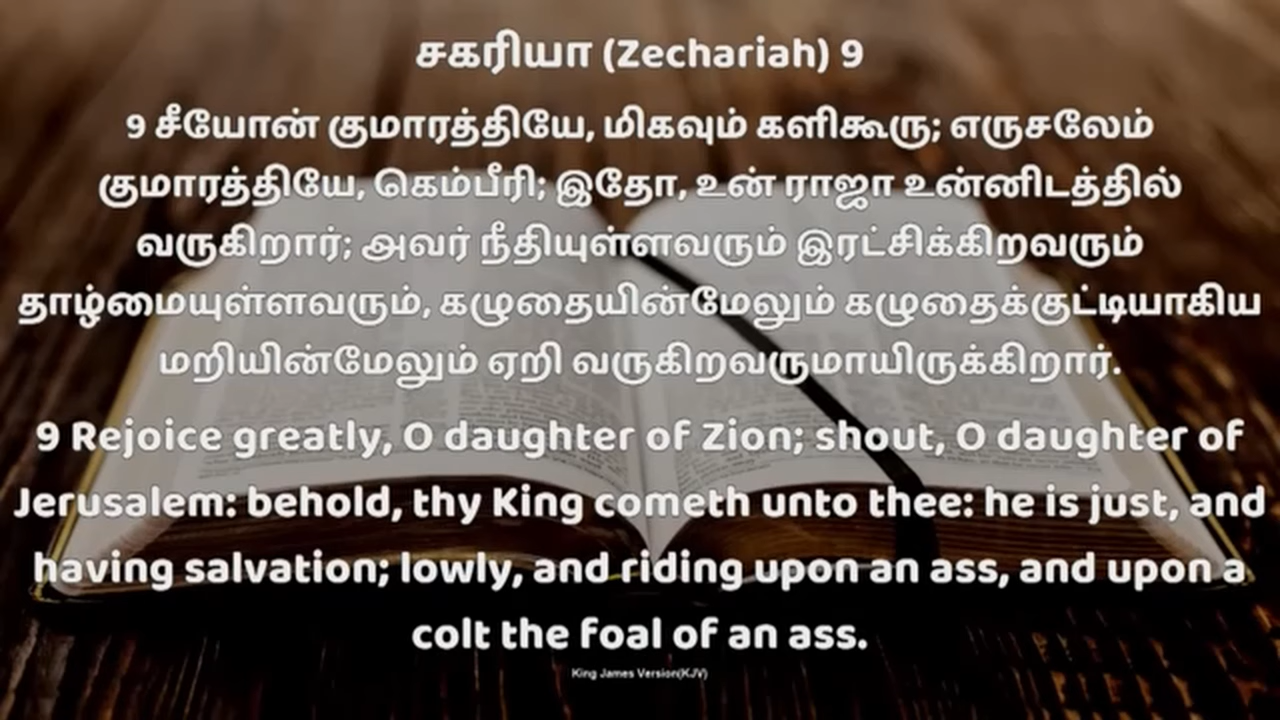 சகரியா (Zechariah) 9
9 சீயோன் குமாரத்தியே, மிகவும் களிகூரு; எருசலேம்
குமாரத்தியே, கெம்பீரி; இதோ, உன் ராஜா உன்னிடத்தில்
வருகிறார்; அவர் நீதியுள்ளவரும் இரட்சிக்கிறவரும்
தாழ்மையுள்ளவரும், கழுதையின்மேலும் கழுதைக்குட்டியாகிய
மறியின்மேலும் ஏறி வருகிறவருமாயிருக்கிறார்.
9 Rejoice greatly, O daughter of Zion; shout, O daughter of
Jerusalem: behold, thy King cometh unto thee: he is just, and
having salvation; lowly, and riding upon an ass, and upon a
colt the foal of an ass.
King James Version(KJV)